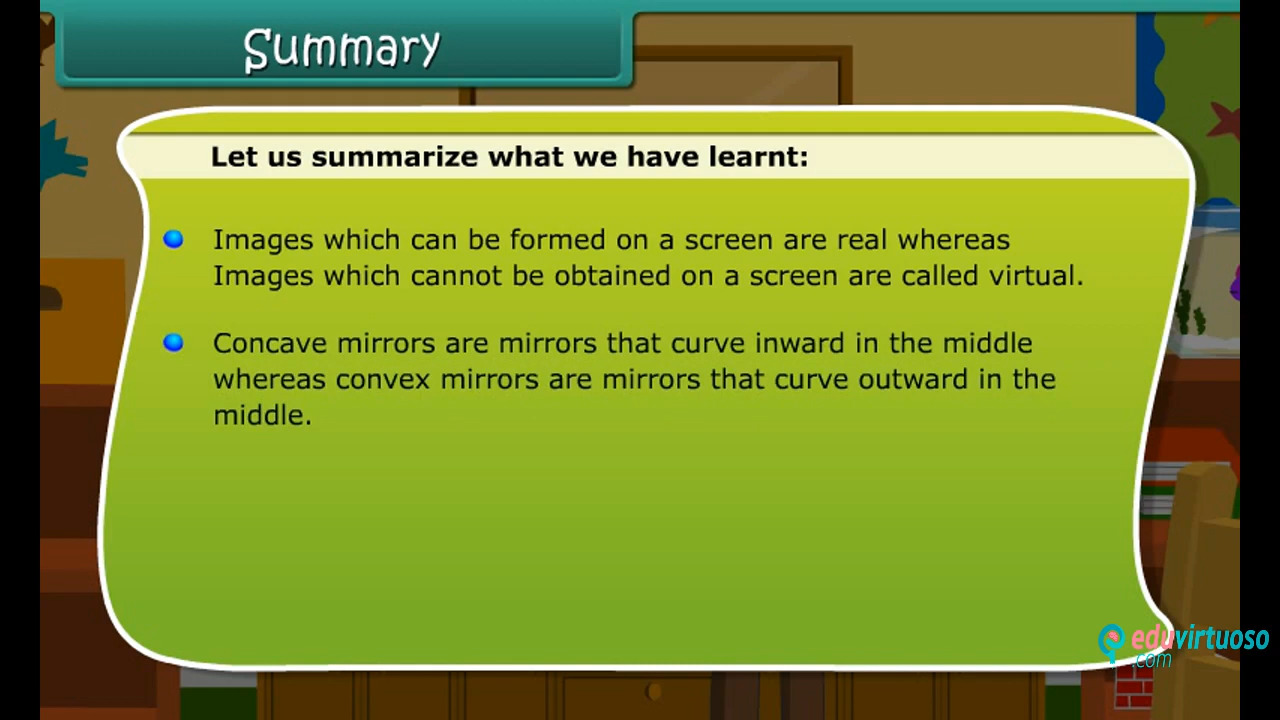 Summary
Let us summarize what we have learnt:
Images which can be formed on a screen are real whereas
Images which cannot be obtained on a screen are called virtual.
Concave mirrors are mirrors that curve inward in the middle
whereas convex mirrors are mirrors that curve outward in the
middle.
eduvirtuoso
.com